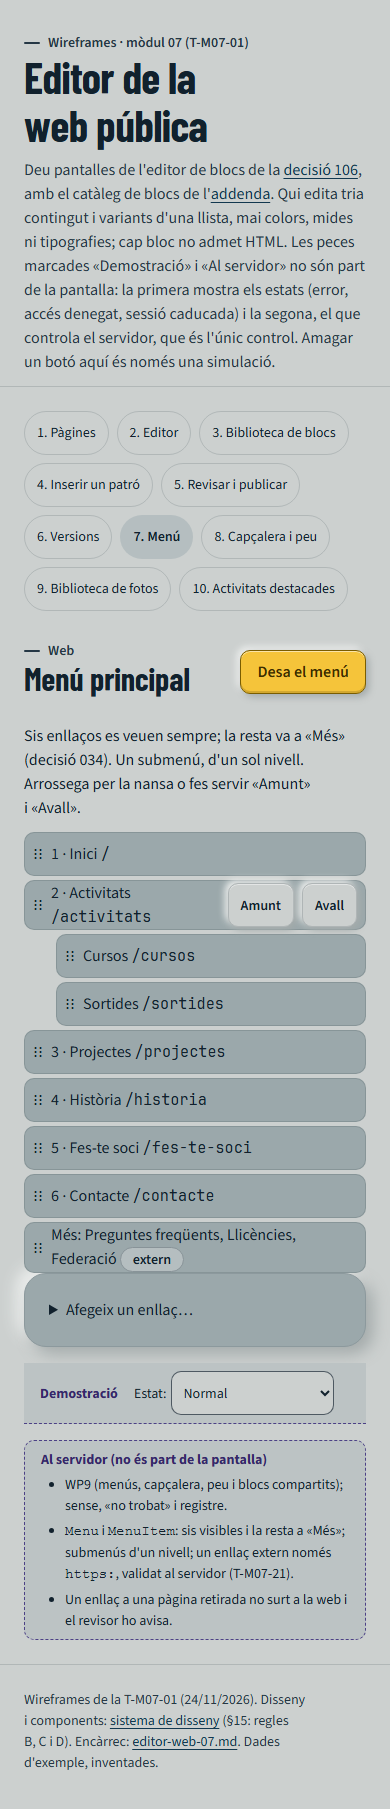 Wireframes · mòdul 07 (T-M07-01)
Editor de la
web pública
Deu pantalles de l'editor de blocs de la decisió 106,
amb el catàleg de blocs de l'addenda. Qui edita tria
contingut i variants d'una llista, mai colors, mides
ni tipografies; cap bloc no admet HTML. Les peces
marcades «Demostració» i «Al servidor» no són part
de la pantalla: la primera mostra els estats (error,
accés denegat, sessió caducada) i la segona, el que
controla el servidor, que és l'únic control. Amagar
un botó aquí és només una simulació.
1. Pàgines
2. Editor
3. Biblioteca de blocs
4. Inserir un patró
5. Revisar i publicar
6. Versions
7. Menú
8. Capçalera i peu
9. Biblioteca de fotos
10. Activitats destacades
Web
Menú principal
Desa el menú
Sis enllaços es veuen sempre; la resta va a «Més»
(decisió 034). Un submenú, d'un sol nivell.
Arrossega per la nansa o fes servir «Amunt»
i «Avall».
1 · Inici /
2 · Activitats
/activitats
Amunt
Avall
Cursos /cursos
Sortides /sortides
3 · Projectes /projectes
4 · Història /historia
5 · Fes-te soci /fes-te-soci
6 · Contacte /contacte
Més: Preguntes freqüents, Llicències,
Federació extern
Afegeix un enllaç…
Demostració Estat: Normal
Al servidor (no és part de la pantalla)
• WP9 (menús, capçalera, peu i blocs compartits);
sense, «no trobat» i registre.
• Menu i MenuItem: sis visibles i la resta a «Més»;
submenús d'un nivell; un enllaç extern només
https:, validat al servidor (T-M07-21).
• Un enllaç a una pàgina retirada no surt a la web i
el revisor ho avisa.
Wireframes de la T-M07-01 (24/11/2026). Disseny
i components: sistema de disseny (§15: regles
B, C i D). Encàrrec: editor-web-07.md. Dades
d'exemple, inventades.